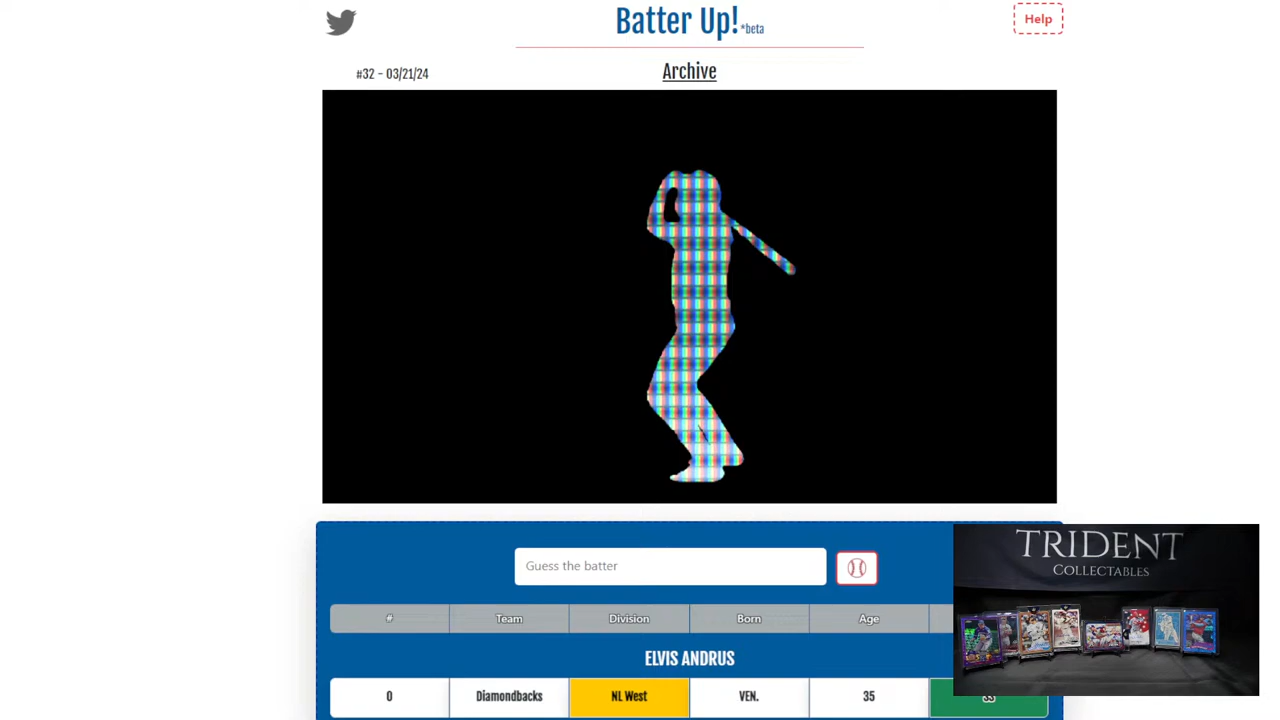 Batter Up! *beta
Help
#32 - 03/21/24
Archive
Guess the batter
# Team Division Born Age
ELVIS ANDRUS
0 Diamondbacks NL West VEN. 35
TRIDENT
COLLECTABLES